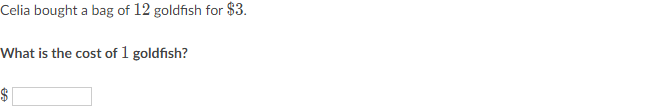 Celia bought a bag of 12 goldfish for $3.
What is the cost of 1 goldfish?
$